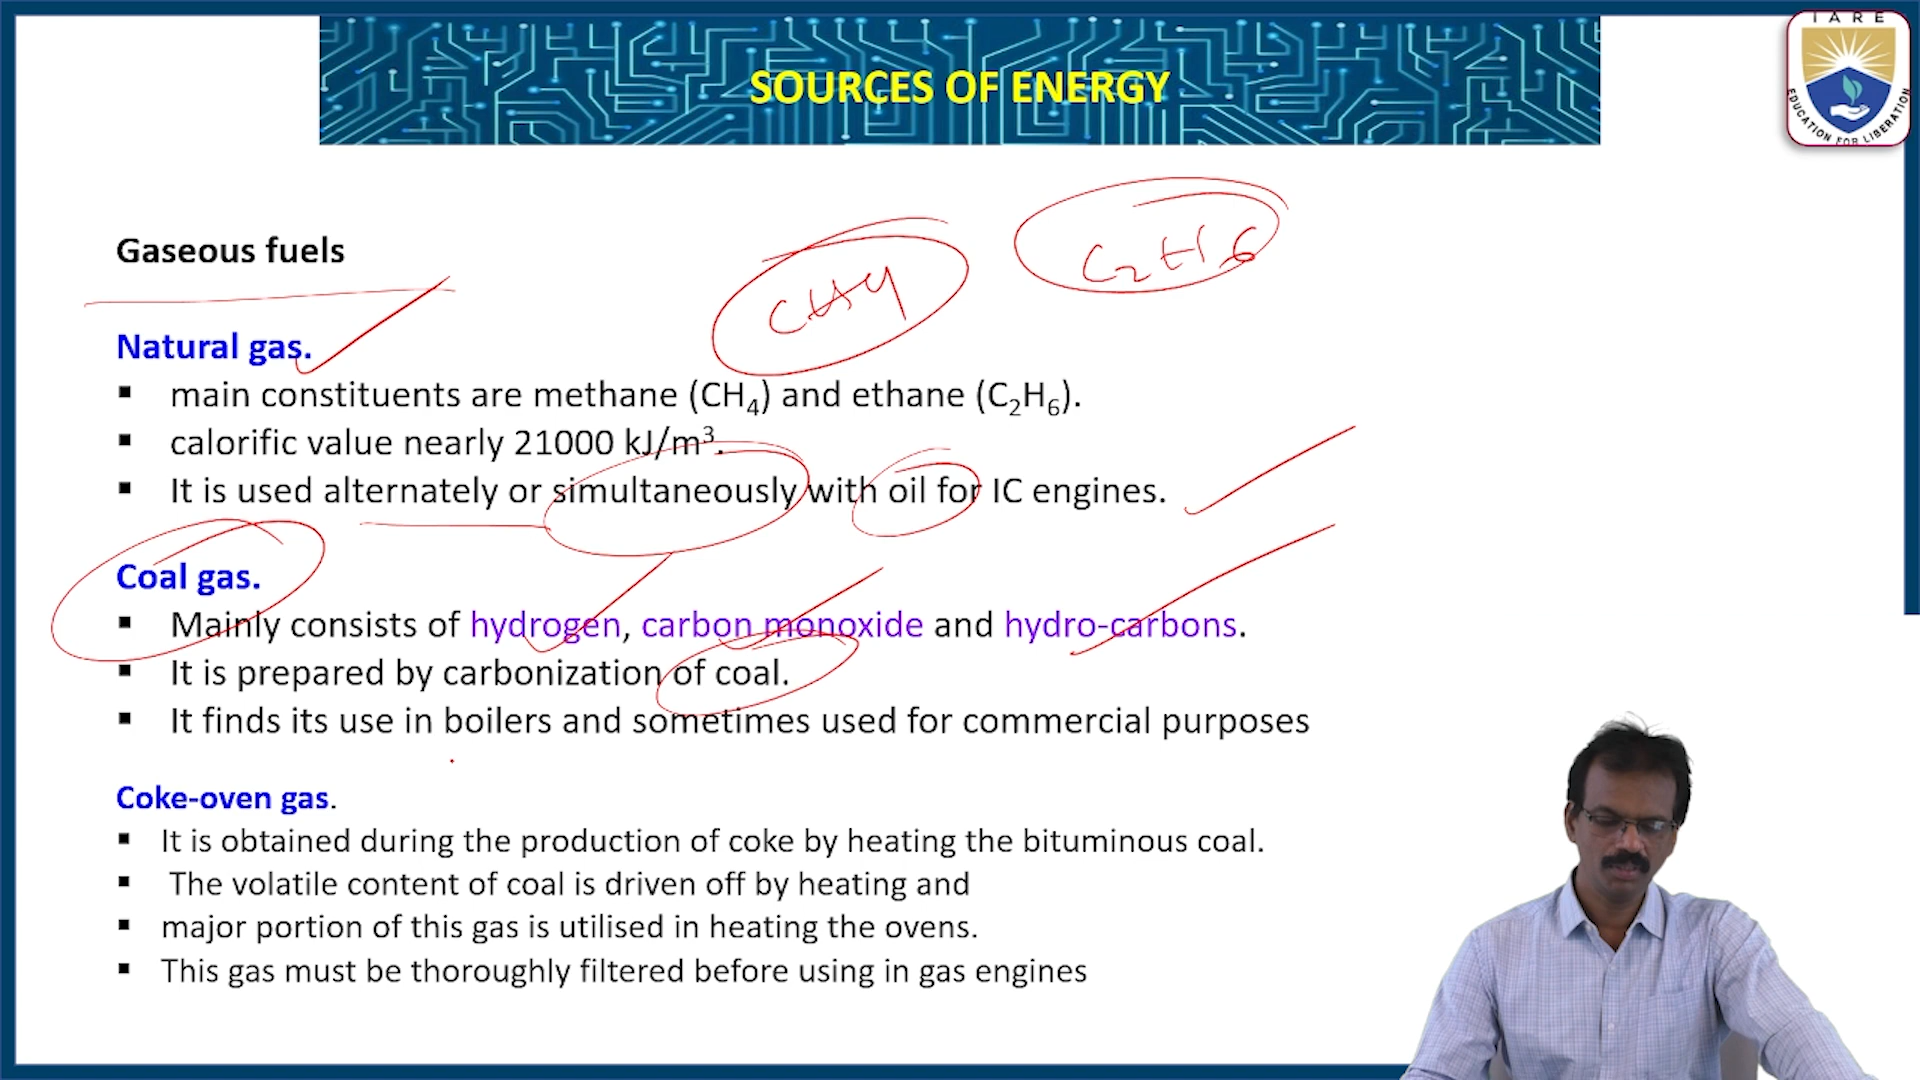 IARE
EDUCATION FOR LIBERATION
SOURCES OF ENERGY
Gaseous fuels
CH4
C2H6
Natural gas.
▪ main constituents are methane (CH₄) and ethane (C₂H₆).
▪ calorific value nearly 21000 kJ/m³.
▪ It is used alternately or simultaneously with oil for IC engines.
Coal gas.
▪ Mainly consists of hydrogen, carbon monoxide and hydro-carbons.
▪ It is prepared by carbonization of coal.
▪ It finds its use in boilers and sometimes used for commercial purposes
Coke-oven gas.
▪ It is obtained during the production of coke by heating the bituminous coal.
▪ The volatile content of coal is driven off by heating and
▪ major portion of this gas is utilised in heating the ovens.
▪ This gas must be thoroughly filtered before using in gas engines